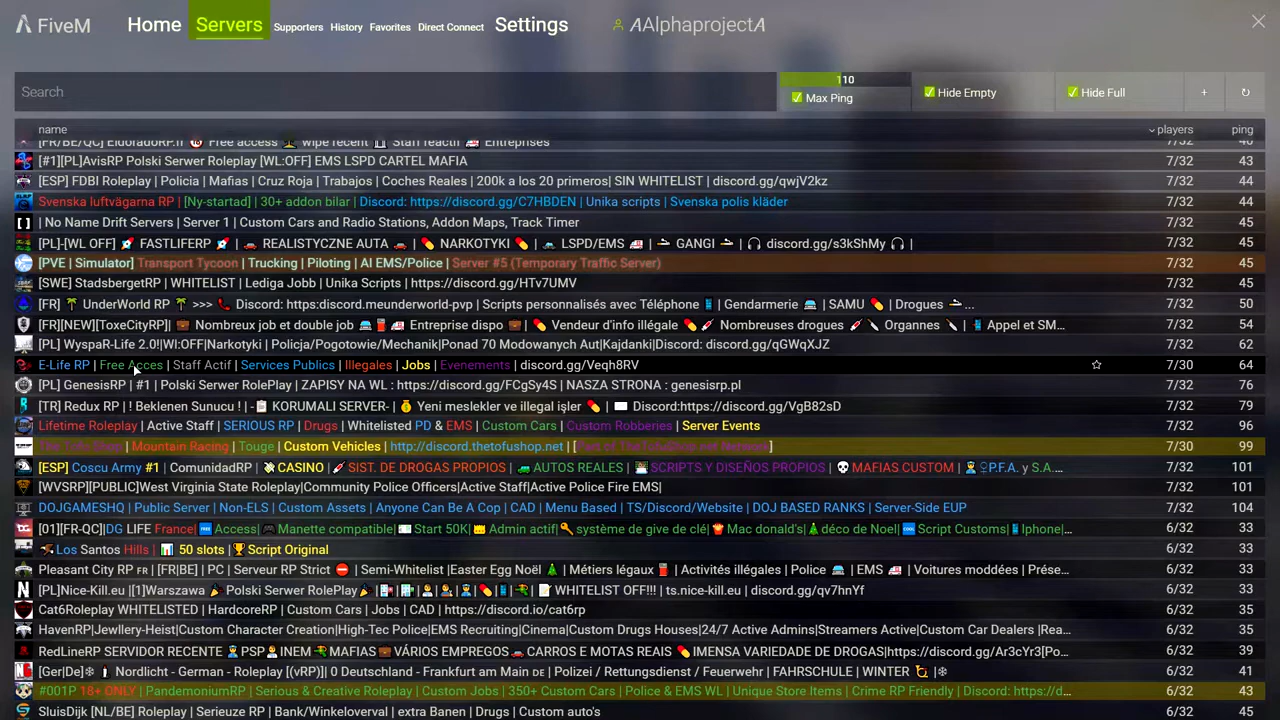 FiveM Home Servers Supporters History Favorites Direct Connect Settings AAlphaprojectA
Search 110 Max Ping Hide Empty Hide Full + ↻
name players ping
[FR/BE/QC] EldoradoRP.fr Free access wipe recent Staff réactif Entreprises 7/32 40
[#1][PL]AvisRP Polski Serwer Roleplay [WL:OFF] EMS LSPD CARTEL MAFIA 7/32 43
[ESP] FDBI Roleplay | Policia | Mafias | Cruz Roja | Trabajos | Coches Reales | 200k a los 20 primeros| SIN WHITELIST | discord.gg/qwjV2kz 7/32 44
Svenska luftvägarna RP | [Ny-startad] | 30+ addon bilar | Discord: https://discord.gg/C7HBDEN | Unika scripts | Svenska polis kläder 7/32 44
[ ] | No Name Drift Servers | Server 1 | Custom Cars and Radio Stations, Addon Maps, Track Timer 7/32 45
[PL]-[WL OFF] FASTLIFERP | REALISTYCZNE AUTA | NARKOTYKI | LSPD/EMS | GANGI | discord.gg/s3kShMy | 7/32 45
[PVE | Simulator] Transport Tycoon | Trucking | Piloting | AI EMS/Police | Server #5 (Temporary Traffic Server) 7/32 45
[SWE] StadsbergetRP | WHITELIST | Lediga Jobb | Unika Scripts | https://discord.gg/HTv7UMV 7/32 45
[FR] UnderWorld RP >>> Discord: https:discord.meunderworld-pvp | Scripts personnalisés avec Téléphone | Gendarmerie | SAMU | Drogues ... 7/32 50
[FR][NEW][ToxeCityRP]| Nombreux job et double job Entreprise dispo | Vendeur d'info illégale Nombreuses drogues Organnes | Appel et SM... 7/32 54
[PL] WyspaR-Life 2.0!|Wl:OFF|Narkotyki | Policja/Pogotowie/Mechanik|Ponad 70 Modowanych Aut|Kajdanki|Discord: qGWqXJZ 7/32 62
E-Life RP | Free Acces | Staff Actif | Services Publics | Illegales | Jobs | Evenements | discord.gg/Veqh8RV 7/30 64
[PL] GenesisRP | #1 | Polski Serwer RolePlay | ZAPISY NA WL : https://discord.gg/FCgSy4S | NASZA STRONA : genesisrp.pl 7/32 76
[TR] Redux RP | ! Beklenen Sunucu ! | - KORUMALI SERVER- | Yeni meslekler ve illegal işler | Discord:https://discord.gg/VgB82sD 7/32 79
Lifetime Roleplay | Active Staff | SERIOUS RP | Drugs | Whitelisted PD & EMS | Custom Cars | Custom Robberies | Server Events 7/32 96
The Tofu Shop | Mountain Racing | Touge | Custom Vehicles | http://discord.thetofushop.net | [Part of TheTofuShop.net Network] 7/30 99
[ESP] Coscu Army #1 | ComunidadRP | CASINO | SIST. DE DROGAS PROPIOS | AUTOS REALES | SCRIPTS Y DISEÑOS PROPIOS | MAFIAS CUSTOM | P.F.A. y S.A.... 7/32 101
[WVSRP][PUBLIC]West Virginia State Roleplay|Community Police Officers|Active Staff|Active Police Fire EMS| 7/32 101
DOJGAMESHQ | Public Server | Non-ELS | Custom Assets | Anyone Can Be A Cop | CAD | Menu Based | TS/Discord/Website | DOJ BASED RANKS | Server-Side EUP 7/32 104
[01][FR-QC]|DG LIFE France| Access| Manette compatible| Start 50K| Admin actif| système de give de clé| Mac donald's| déco de Noel| Script Customs| Iphone|... 6/32 33
Los Santos Hills | 50 slots | Script Original 6/32 33
Pleasant City RP FR | [FR|BE] | PC | Serveur RP Strict | Semi-Whitelist |Easter Egg Noël | Métiers légaux | Activités illégales | Police | EMS | Voitures moddées | Prése... 6/32 33
[PL]Nice-Kill.eu |[1]Warszawa Polski Serwer RolePlay | | | | | WHITELIST OFF!!! | ts.nice-kill.eu | discord.gg/qv7hnYf 6/32 33
Cat6Roleplay WHITELISTED | HardcoreRP | Custom Cars | Jobs | CAD | https://discord.io/cat6rp 6/32 35
HavenRP|Jewllery-Heist|Custom Character Creation|High-Tec Police|EMS Recruiting|Cinema|Custom Drugs Houses|24/7 Active Admins|Streamers Active|Custom Car Dealers |Rea... 6/32 35
RedLineRP SERVIDOR RECENTE PSP INEM MAFIAS VÁRIOS EMPREGOS CARROS E MOTAS REAIS IMENSA VARIEDADE DE DROGAS|https://discord.gg/Ar3cYr3[Po... 6/32 39
[Ger|De] Nordlicht - German - Roleplay [(vRP)]| 0 Deutschland - Frankfurt am Main DE | Polizei / Rettungsdienst / Feuerwehr | FAHRSCHULE | WINTER | 6/32 41
#001P 18+ ONLY | PandemoniumRP | Serious & Creative Roleplay | Custom Jobs | 350+ Custom Cars | Police & EMS WL | Unique Store Items | Crime RP Friendly | Discord: https://d... 6/32 43
SluisDijk [NL/BE] Roleplay | Serieuze RP | Bank/Winkeloverval | extra Banen | Drugs | Custom auto's 6/32 45